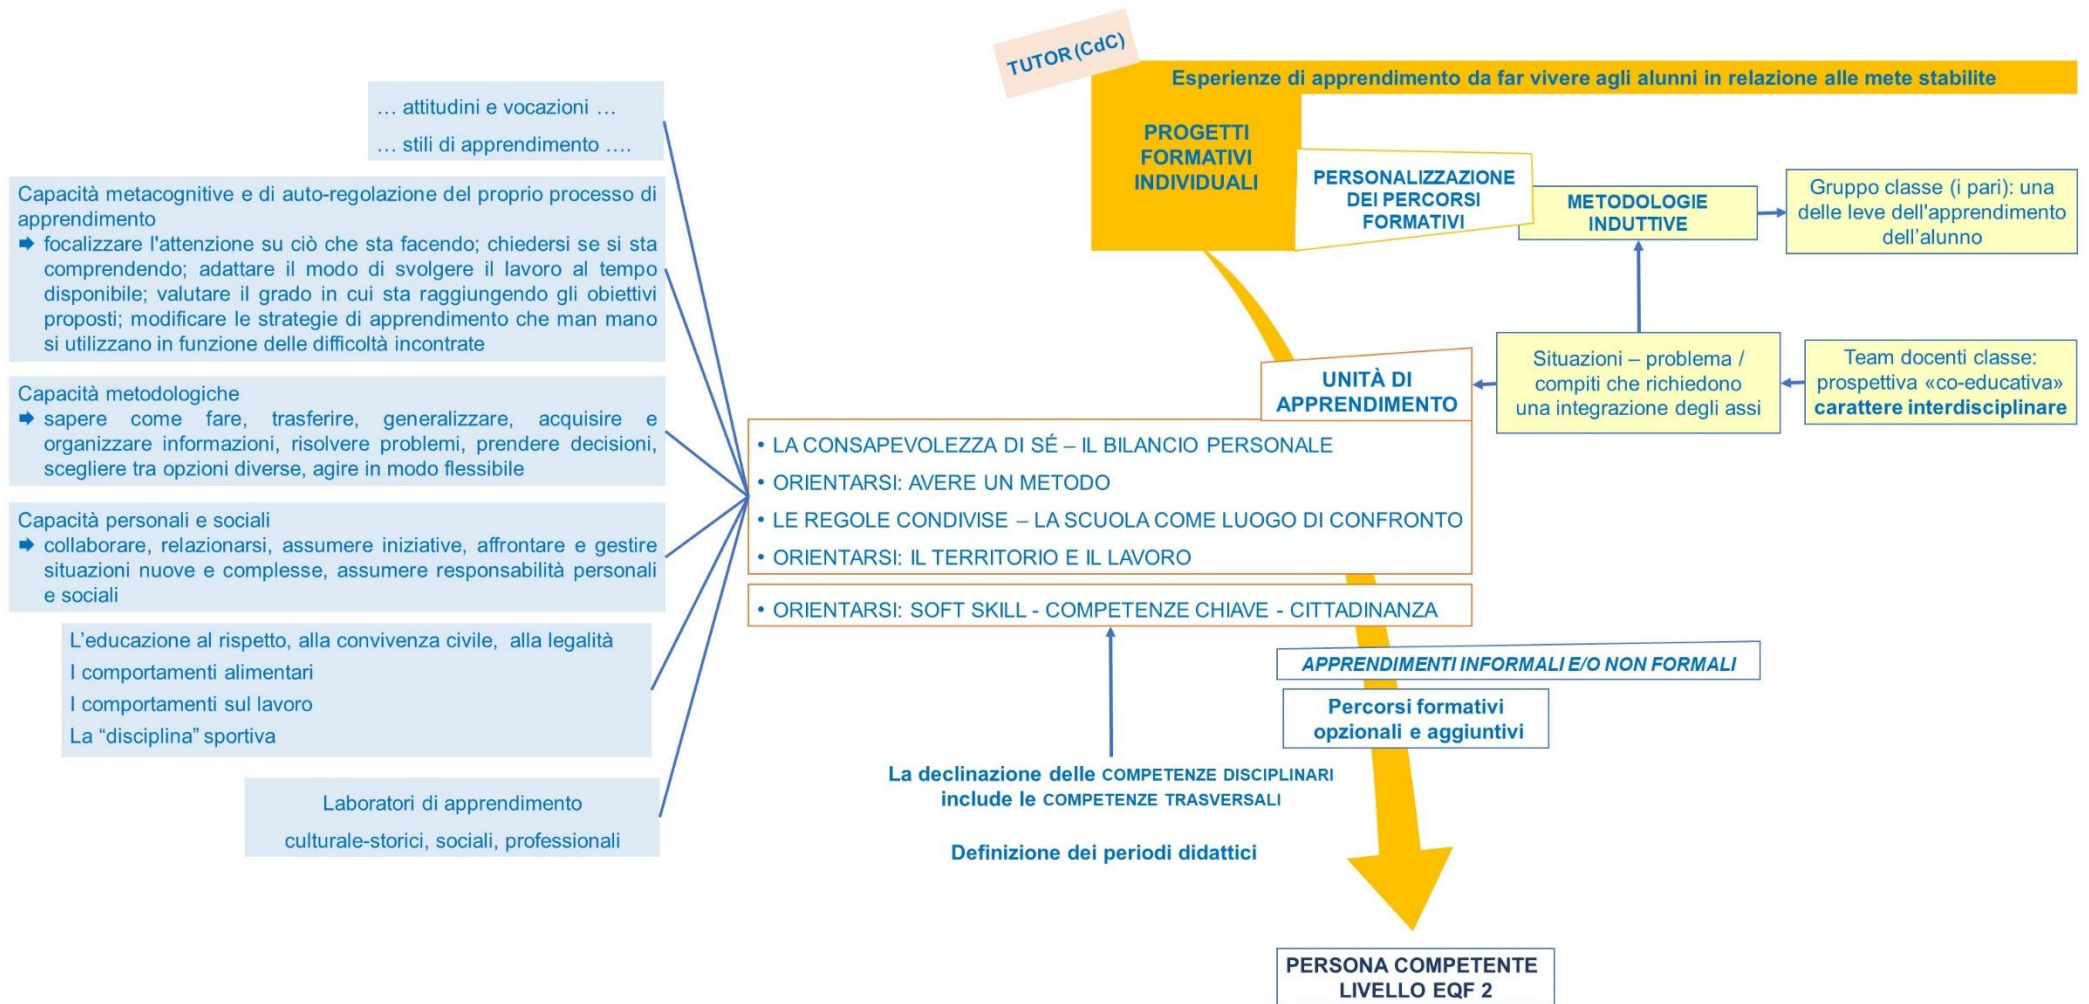 TUTOR (CdC)
Esperienze di apprendimento da far vivere agli alunni in relazione alle mete stabilite
PROGETTI
FORMATIVI
INDIVIDUALI
PERSONALIZZAZIONE
DEI PERCORSI
FORMATIVI
METODOLOGIE
INDUTTIVE
Gruppo classe (i pari): una
delle leve dell'apprendimento
dell’alunno
… attitudini e vocazioni …
… stili di apprendimento ….
Capacità metacognitive e di auto-regolazione del proprio processo di
apprendimento
➡ focalizzare l'attenzione su ciò che sta facendo; chiedersi se si sta
comprendendo; adattare il modo di svolgere il lavoro al tempo
disponibile; valutare il grado in cui sta raggiungendo gli obiettivi
proposti; modificare le strategie di apprendimento che man mano
si utilizzano in funzione delle difficoltà incontrate
Capacità metodologiche
➡ sapere come fare, trasferire, generalizzare, acquisire e
organizzare informazioni, risolvere problemi, prendere decisioni,
scegliere tra opzioni diverse, agire in modo flessibile
Capacità personali e sociali
➡ collaborare, relazionarsi, assumere iniziative, affrontare e gestire
situazioni nuove e complesse, assumere responsabilità personali
e sociali
L’educazione al rispetto, alla convivenza civile, alla legalità
I comportamenti alimentari
I comportamenti sul lavoro
La “disciplina” sportiva
Laboratori di apprendimento
culturale-storici, sociali, professionali
UNITÀ DI
APPRENDIMENTO
Situazioni – problema /
compiti che richiedono
una integrazione degli assi
Team docenti classe:
prospettiva «co-educativa»
carattere interdisciplinare
• LA CONSAPEVOLEZZA DI SÉ – IL BILANCIO PERSONALE
• ORIENTARSI: AVERE UN METODO
• LE REGOLE CONDIVISE – LA SCUOLA COME LUOGO DI CONFRONTO
• ORIENTARSI: IL TERRITORIO E IL LAVORO
• ORIENTARSI: SOFT SKILL - COMPETENZE CHIAVE - CITTADINANZA
APPRENDIMENTI INFORMALI E/O NON FORMALI
Percorsi formativi
opzionali e aggiuntivi
La declinazione delle COMPETENZE DISCIPLINARI
include le COMPETENZE TRASVERSALI
Definizione dei periodi didattici
PERSONA COMPETENTE
LIVELLO EQF 2